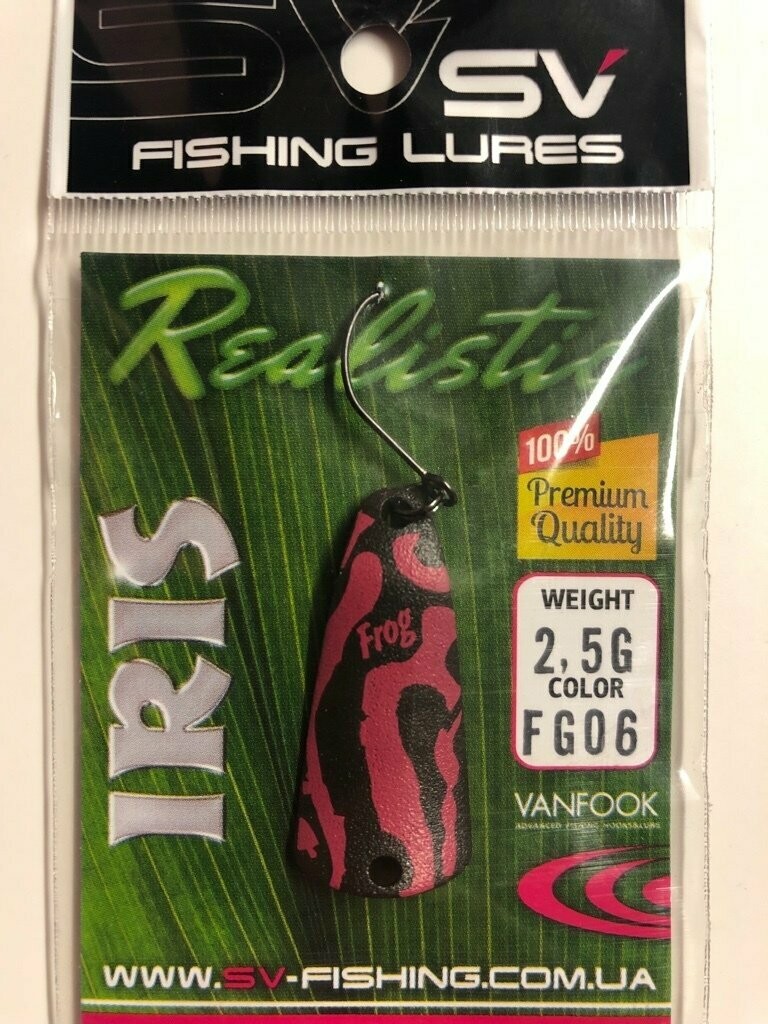 SV
SV
FISHING LURES
Realistic
100%
Premium
Quality
IRIS
Frog
WEIGHT
2,5G
COLOR
FG06
VANFOOK
WWW.SV-FISHING.COM.UA